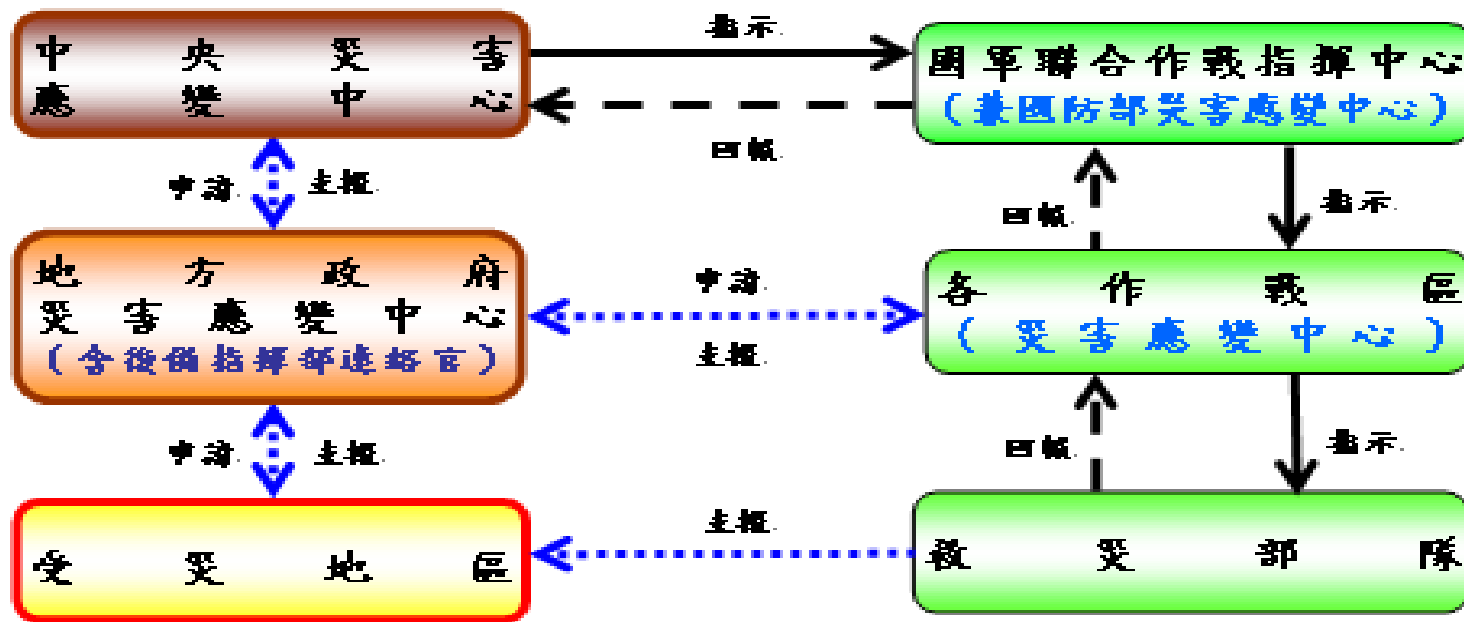 中央災害
應變中心
指示
國軍聯合作戰指揮中心
(兼國防部災害應變中心)
回報
申請
支援
回報
指示
地方政府
災害應變中心
(含後備指揮部連絡官)
申請
支援
各作戰區
(災害應變中心)
申請
支援
回報
指示
受災地區
支援
救災部隊